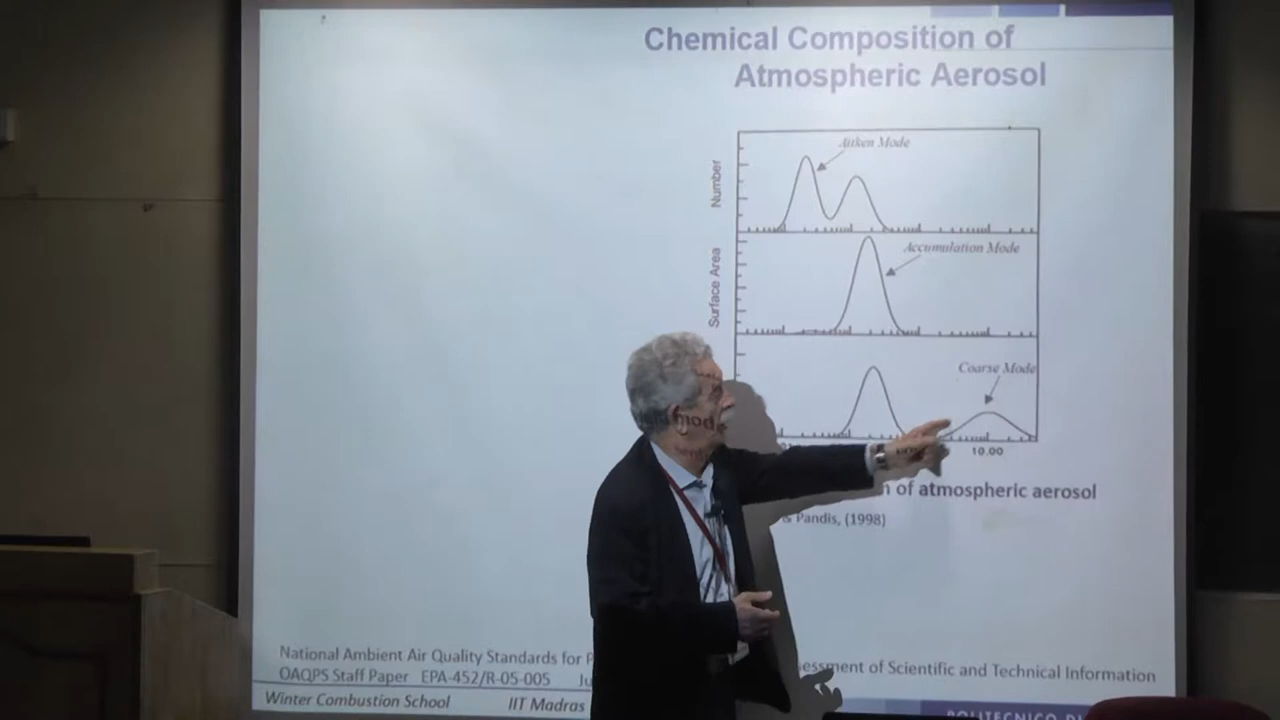 Chemical Composition of
Atmospheric Aerosol
Aitken Mode
Number
Accumulation Mode
Surface Area
Coarse Mode
10.00
of atmospheric aerosol
& Pandis, (1998)
National Ambient Air Quality Standards for
of Scientific and Technical Information
OAQPS Staff Paper EPA-452/R-05-005
Winter Combustion School IIT Madras
POLITECNICO